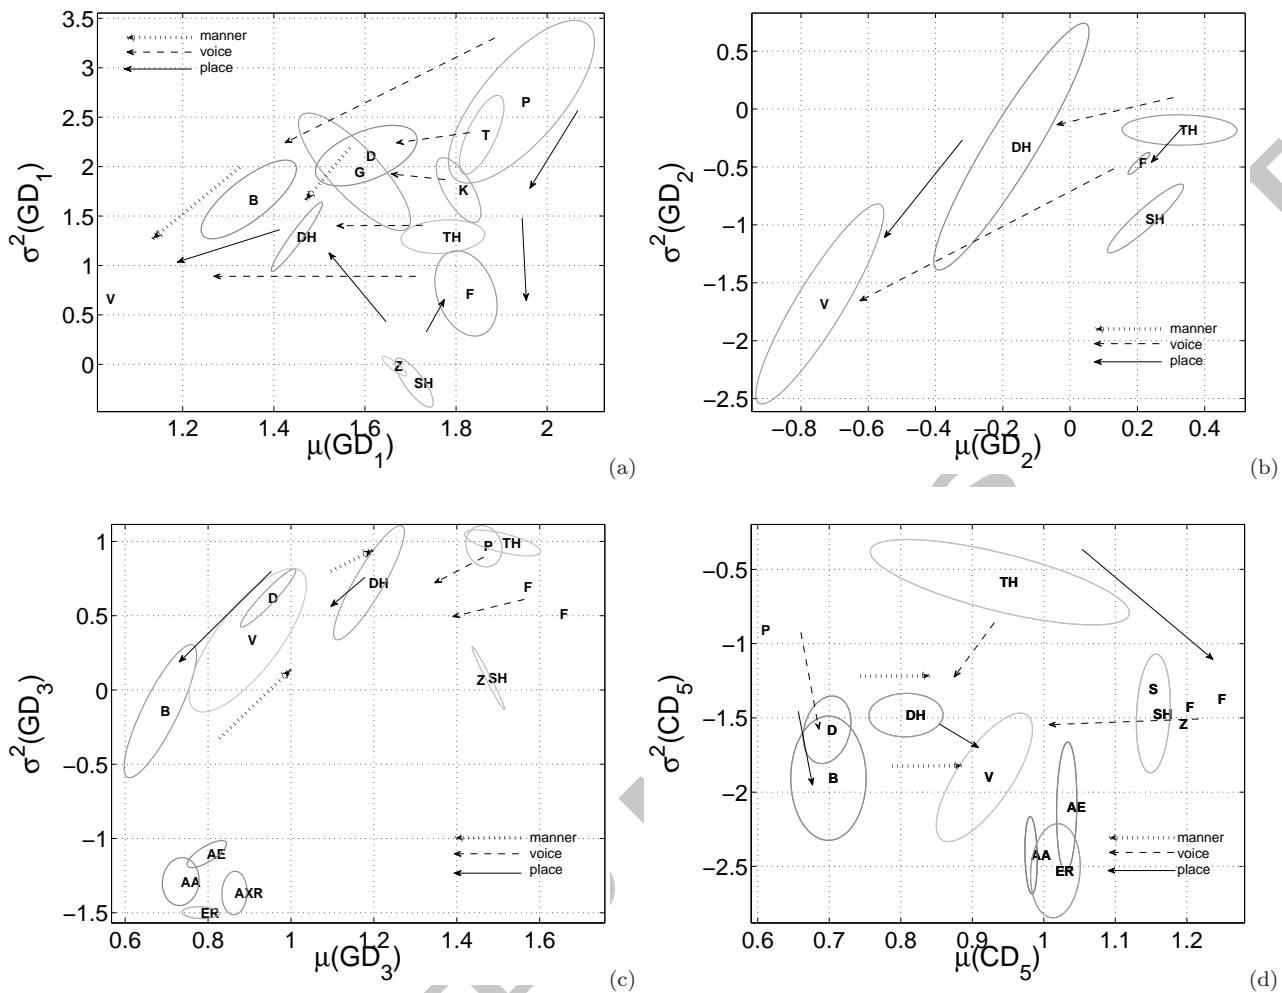 3.5
3
2.5
2
1.5
1
0.5
0
σ²(GD₁)
manner
voice
place
P
T
D
G
K
B
DH
TH
V
F
Z
SH
1.2
1.4
1.6
1.8
2
μ(GD₁)
(a)
0.5
0
−0.5
−1
−1.5
−2
−2.5
σ²(GD₂)
DH
TH
F
SH
V
manner
voice
place
−0.8
−0.6
−0.4
−0.2
0
0.2
0.4
μ(GD₂)
(b)
1
0.5
0
−0.5
−1
−1.5
σ²(GD₃)
P
TH
DH
F
F
D
V
Z
SH
B
AE
AA
AXR
ER
manner
voice
place
0.6
0.8
1
1.2
1.4
1.6
μ(GD₃)
(c)
−0.5
−1
−1.5
−2
−2.5
σ²(CD₅)
TH
P
S
F
F
SH
Z
DH
D
B
V
AE
AA
ER
manner
voice
place
0.6
0.7
0.8
0.9
1
1.1
1.2
μ(CD₅)
(d)